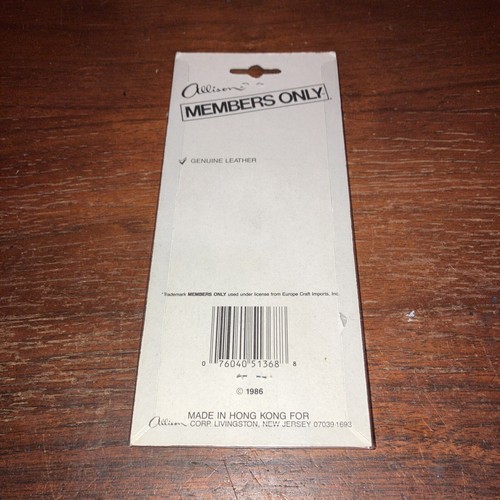 Allison
MEMBERS ONLY
GENUINE LEATHER
*Trademark MEMBERS ONLY used under license from Europe Craft Imports, Inc.
0 76040 51368 8
© 1986
MADE IN HONG KONG FOR
Allison CORP. LIVINGSTON, NEW JERSEY 07039-1693